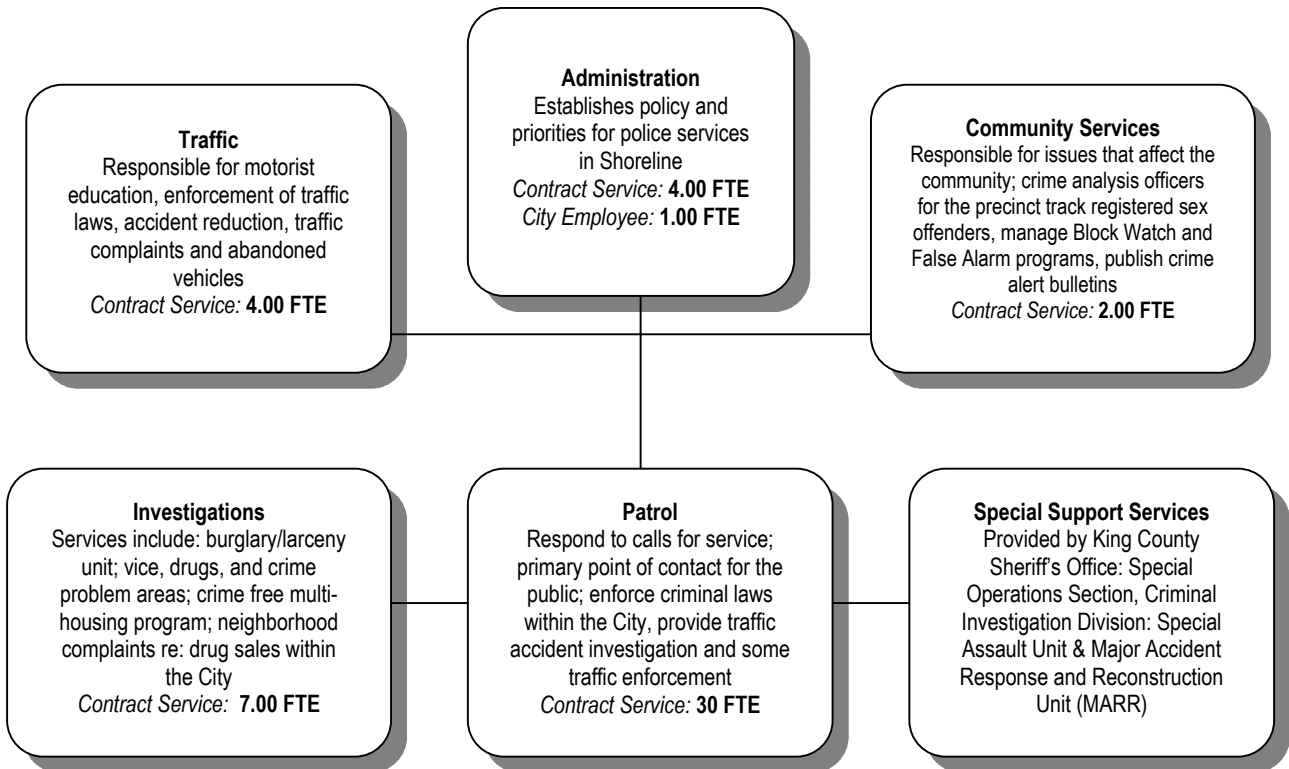 Administration
Establishes policy and
priorities for police services
in Shoreline
Contract Service: 4.00 FTE
City Employee: 1.00 FTE
Traffic
Responsible for motorist
education, enforcement of traffic
laws, accident reduction, traffic
complaints and abandoned
vehicles
Contract Service: 4.00 FTE
Community Services
Responsible for issues that affect the
community; crime analysis officers
for the precinct track registered sex
offenders, manage Block Watch and
False Alarm programs, publish crime
alert bulletins
Contract Service: 2.00 FTE
Investigations
Services include: burglary/larceny
unit; vice, drugs, and crime
problem areas; crime free multi-
housing program; neighborhood
complaints re: drug sales within
the City
Contract Service: 7.00 FTE
Patrol
Respond to calls for service;
primary point of contact for the
public; enforce criminal laws
within the City, provide traffic
accident investigation and some
traffic enforcement
Contract Service: 30 FTE
Special Support Services
Provided by King County
Sheriff's Office: Special
Operations Section, Criminal
Investigation Division: Special
Assault Unit & Major Accident
Response and Reconstruction
Unit (MARR)